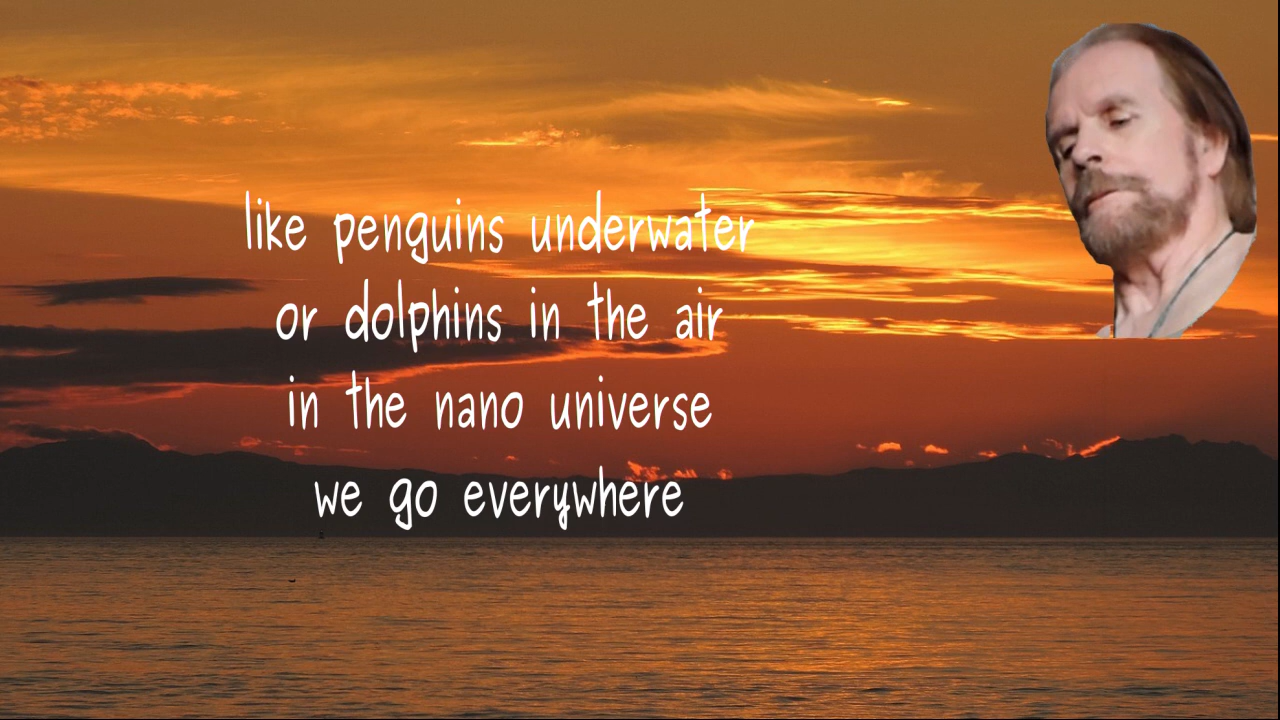 like penguins underwater
or dolphins in the air
in the nano universe
we go everywhere